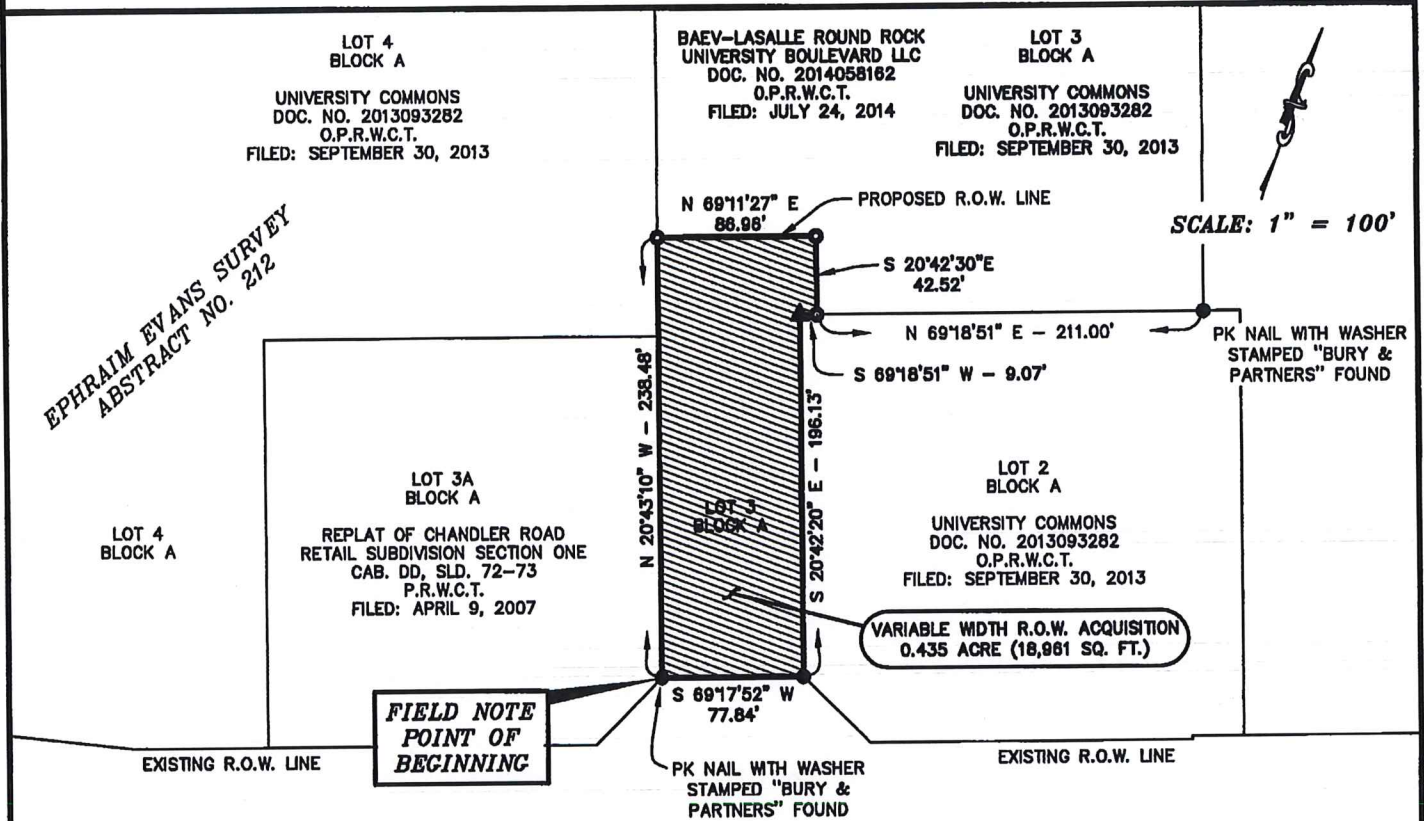 LOT 4
BLOCK A
UNIVERSITY COMMONS
DOC. NO. 2013093282
O.P.R.W.C.T.
FILED: SEPTEMBER 30, 2013
BAEV-LASALLE ROUND ROCK
UNIVERSITY BOULEVARD LLC
DOC. NO. 2014058162
O.P.R.W.C.T.
FILED: JULY 24, 2014
LOT 3
BLOCK A
UNIVERSITY COMMONS
DOC. NO. 2013093282
O.P.R.W.C.T.
FILED: SEPTEMBER 30, 2013
SCALE: 1" = 100'
EPHRAIM EVANS SURVEY
ABSTRACT NO. 212
N 69°11'27" E
86.98'
PROPOSED R.O.W. LINE
S 20°42'30"E
42.52'
N 69°18'51" E - 211.00'
S 69°18'51" W - 9.07'
PK NAIL WITH WASHER
STAMPED "BURY &
PARTNERS" FOUND
N 20°43'10" W - 238.48'
S 20°42'20" E - 196.13'
LOT 3
BLOCK A
LOT 4
BLOCK A
LOT 3A
BLOCK A
REPLAT OF CHANDLER ROAD
RETAIL SUBDIVISION SECTION ONE
CAB. DD, SLD. 72-73
P.R.W.C.T.
FILED: APRIL 9, 2007
LOT 2
BLOCK A
UNIVERSITY COMMONS
DOC. NO. 2013093282
O.P.R.W.C.T.
FILED: SEPTEMBER 30, 2013
VARIABLE WIDTH R.O.W. ACQUISITION
0.435 ACRE (18,961 SQ. FT.)
S 69°17'52" W
77.84'
FIELD NOTE
POINT OF
BEGINNING
EXISTING R.O.W. LINE
PK NAIL WITH WASHER
STAMPED "BURY &
PARTNERS" FOUND
EXISTING R.O.W. LINE